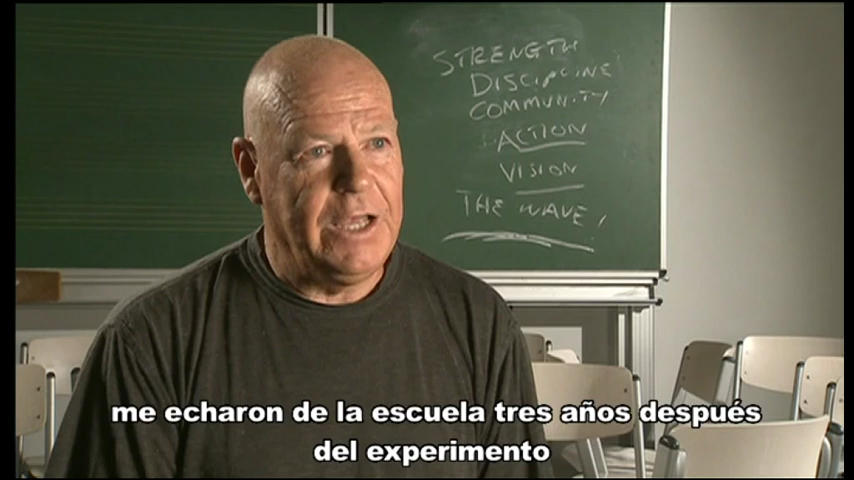 STRENGTH
DISCIPLINE
COMMUNITY
ACTION
VISION
THE WAVE,
me echaron de la escuela tres años después
del experimento